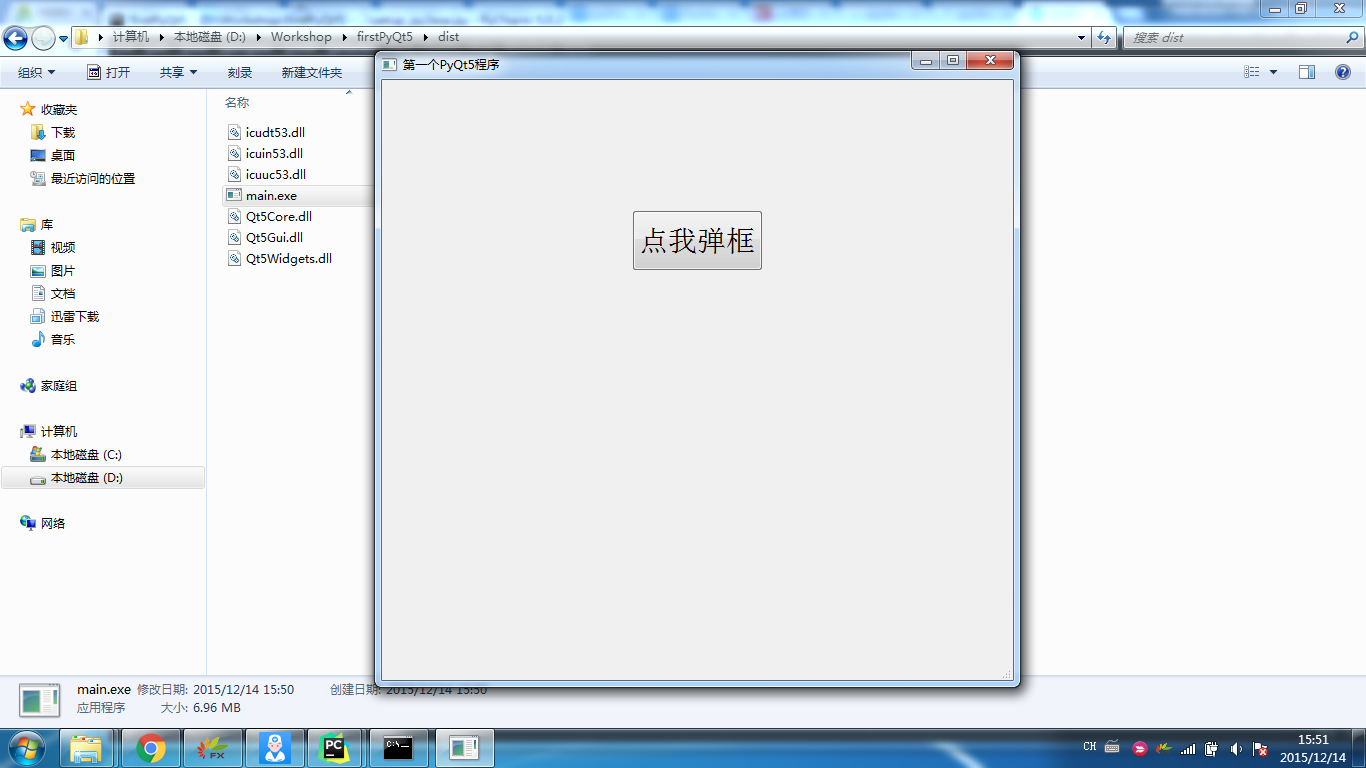 计算机 本地磁盘 (D:) Workshop firstPyQt5 dist
搜索 dist
组织 打开 共享 刻录 新建文件夹
第一个PyQt5程序
收藏夹
下载
桌面
最近访问的位置
库
视频
图片
文档
迅雷下载
音乐
家庭组
计算机
本地磁盘 (C:)
本地磁盘 (D:)
网络
名称
icudt53.dll
icuin53.dll
icuuc53.dll
main.exe
Qt5Core.dll
Qt5Gui.dll
Qt5Widgets.dll
点我弹框
main.exe 修改日期: 2015/12/14 15:50 创建日期: 2015/12/14 15:50
应用程序 大小: 6.96 MB
FX
PC
C:\
CH
15:51
2015/12/14